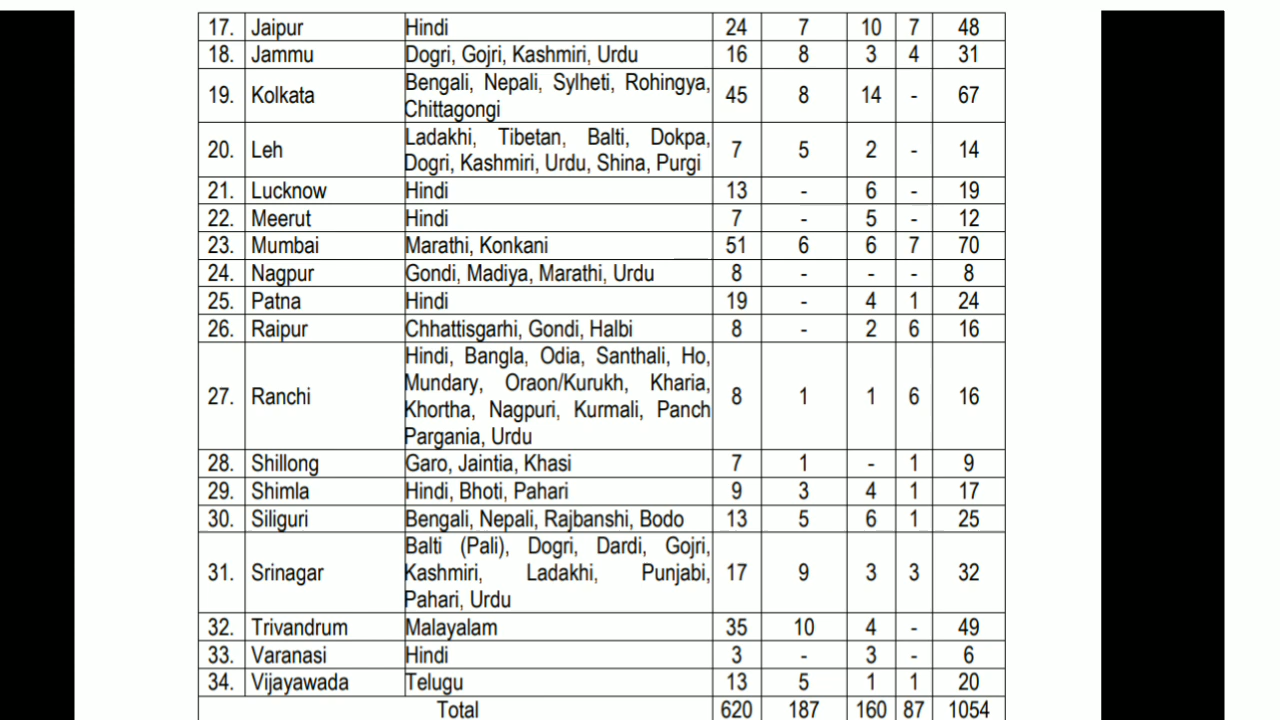 17. Jaipur Hindi 24 7 10 7 48
18. Jammu Dogri, Gojri, Kashmiri, Urdu 16 8 3 4 31
19. Kolkata Bengali, Nepali, Sylheti, Rohingya, Chittagongi 45 8 14 - 67
20. Leh Ladakhi, Tibetan, Balti, Dokpa, Dogri, Kashmiri, Urdu, Shina, Purgi 7 5 2 - 14
21. Lucknow Hindi 13 - 6 - 19
22. Meerut Hindi 7 - 5 - 12
23. Mumbai Marathi, Konkani 51 6 6 7 70
24. Nagpur Gondi, Madiya, Marathi, Urdu 8 - - - 8
25. Patna Hindi 19 - 4 1 24
26. Raipur Chhattisgarhi, Gondi, Halbi 8 - 2 6 16
27. Ranchi Hindi, Bangla, Odia, Santhali, Ho, Mundary, Oraon/Kurukh, Kharia, Khortha, Nagpuri, Kurmali, Panch Pargania, Urdu 8 1 1 6 16
28. Shillong Garo, Jaintia, Khasi 7 1 - 1 9
29. Shimla Hindi, Bhoti, Pahari 9 3 4 1 17
30. Siliguri Bengali, Nepali, Rajbanshi, Bodo 13 5 6 1 25
31. Srinagar Balti (Pali), Dogri, Dardi, Gojri, Kashmiri, Ladakhi, Punjabi, Pahari, Urdu 17 9 3 3 32
32. Trivandrum Malayalam 35 10 4 - 49
33. Varanasi Hindi 3 - 3 - 6
34. Vijayawada Telugu 13 5 1 1 20
Total 620 187 160 87 1054